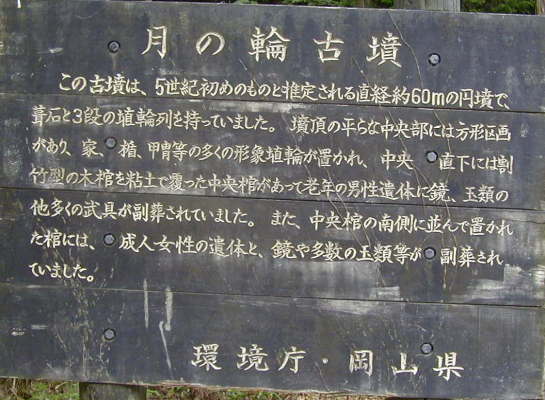 月の輪古墳
この古墳は、5世紀初めのものと推定される直経約60mの円墳で、
葺石と3段の埴輪列を持っていました。墳頂の平らな中央部には方形区画
があり、家、楯、甲冑等の多くの形象埴輪が置かれ、中央 直下には割
竹型の木棺を粘土で覆った中央棺があって老年の男性遺体に鏡、玉類の
他多くの武具が副葬されていました。また、中央棺の南側に並んで置かれ
た棺には、成人女性の遺体と、鏡や多数の玉類等が副葬され
ていました。
環境庁・岡山県